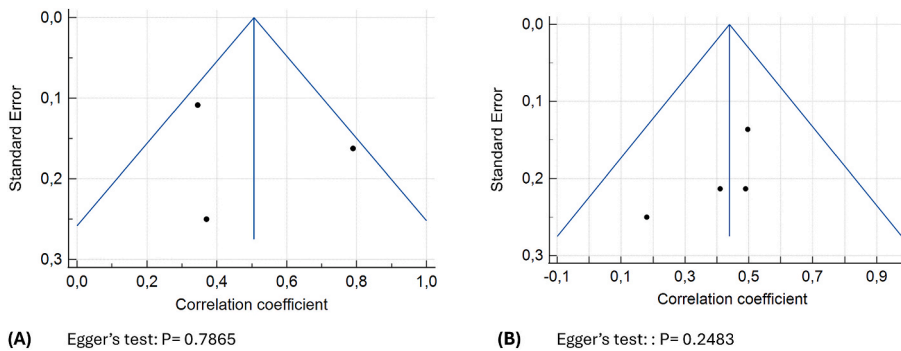 0,0
0,1
0,2
0,3
Standard Error
0,0 0,2 0,4 0,6 0,8 1,0
Correlation coefficient
(A) Egger's test: P= 0.7865
0,0
0,1
0,2
0,3
Standard Error
-0,1 0,1 0,3 0,5 0,7 0,9
Correlation coefficient
(B) Egger's test: : P= 0.2483